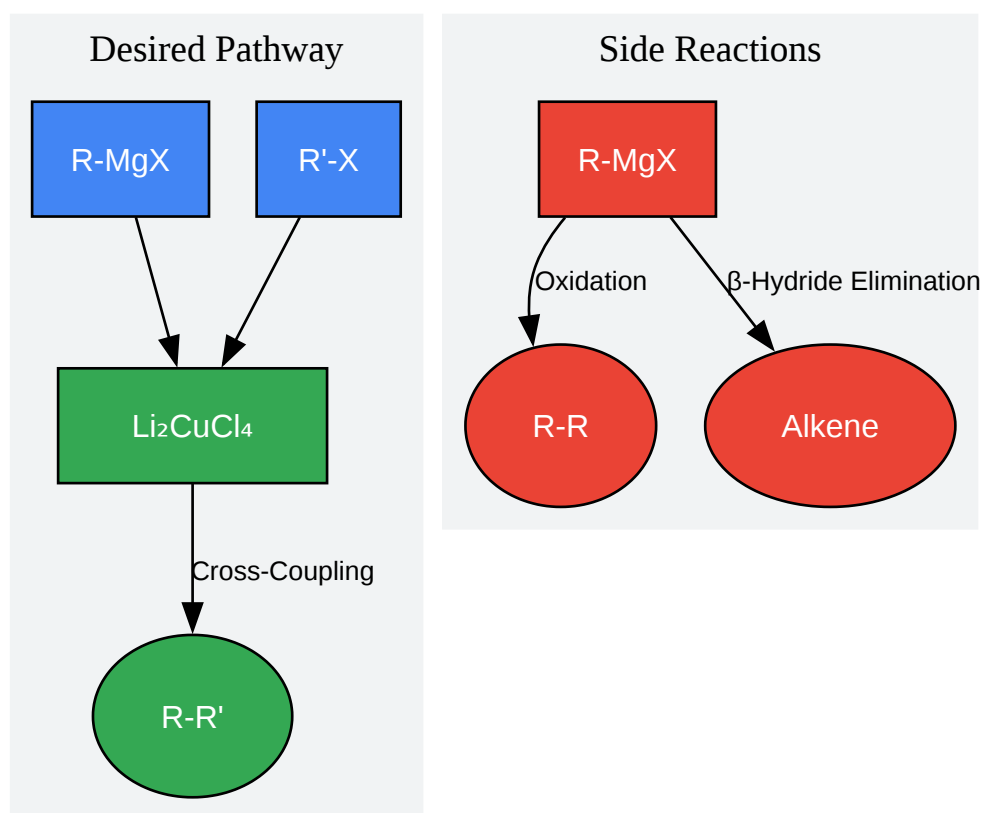 Desired Pathway
R-MgX
R'-X
Li₂CuCl₄
Cross-Coupling
R-R'
Side Reactions
R-MgX
Oxidation
β-Hydride Elimination
R-R
Alkene